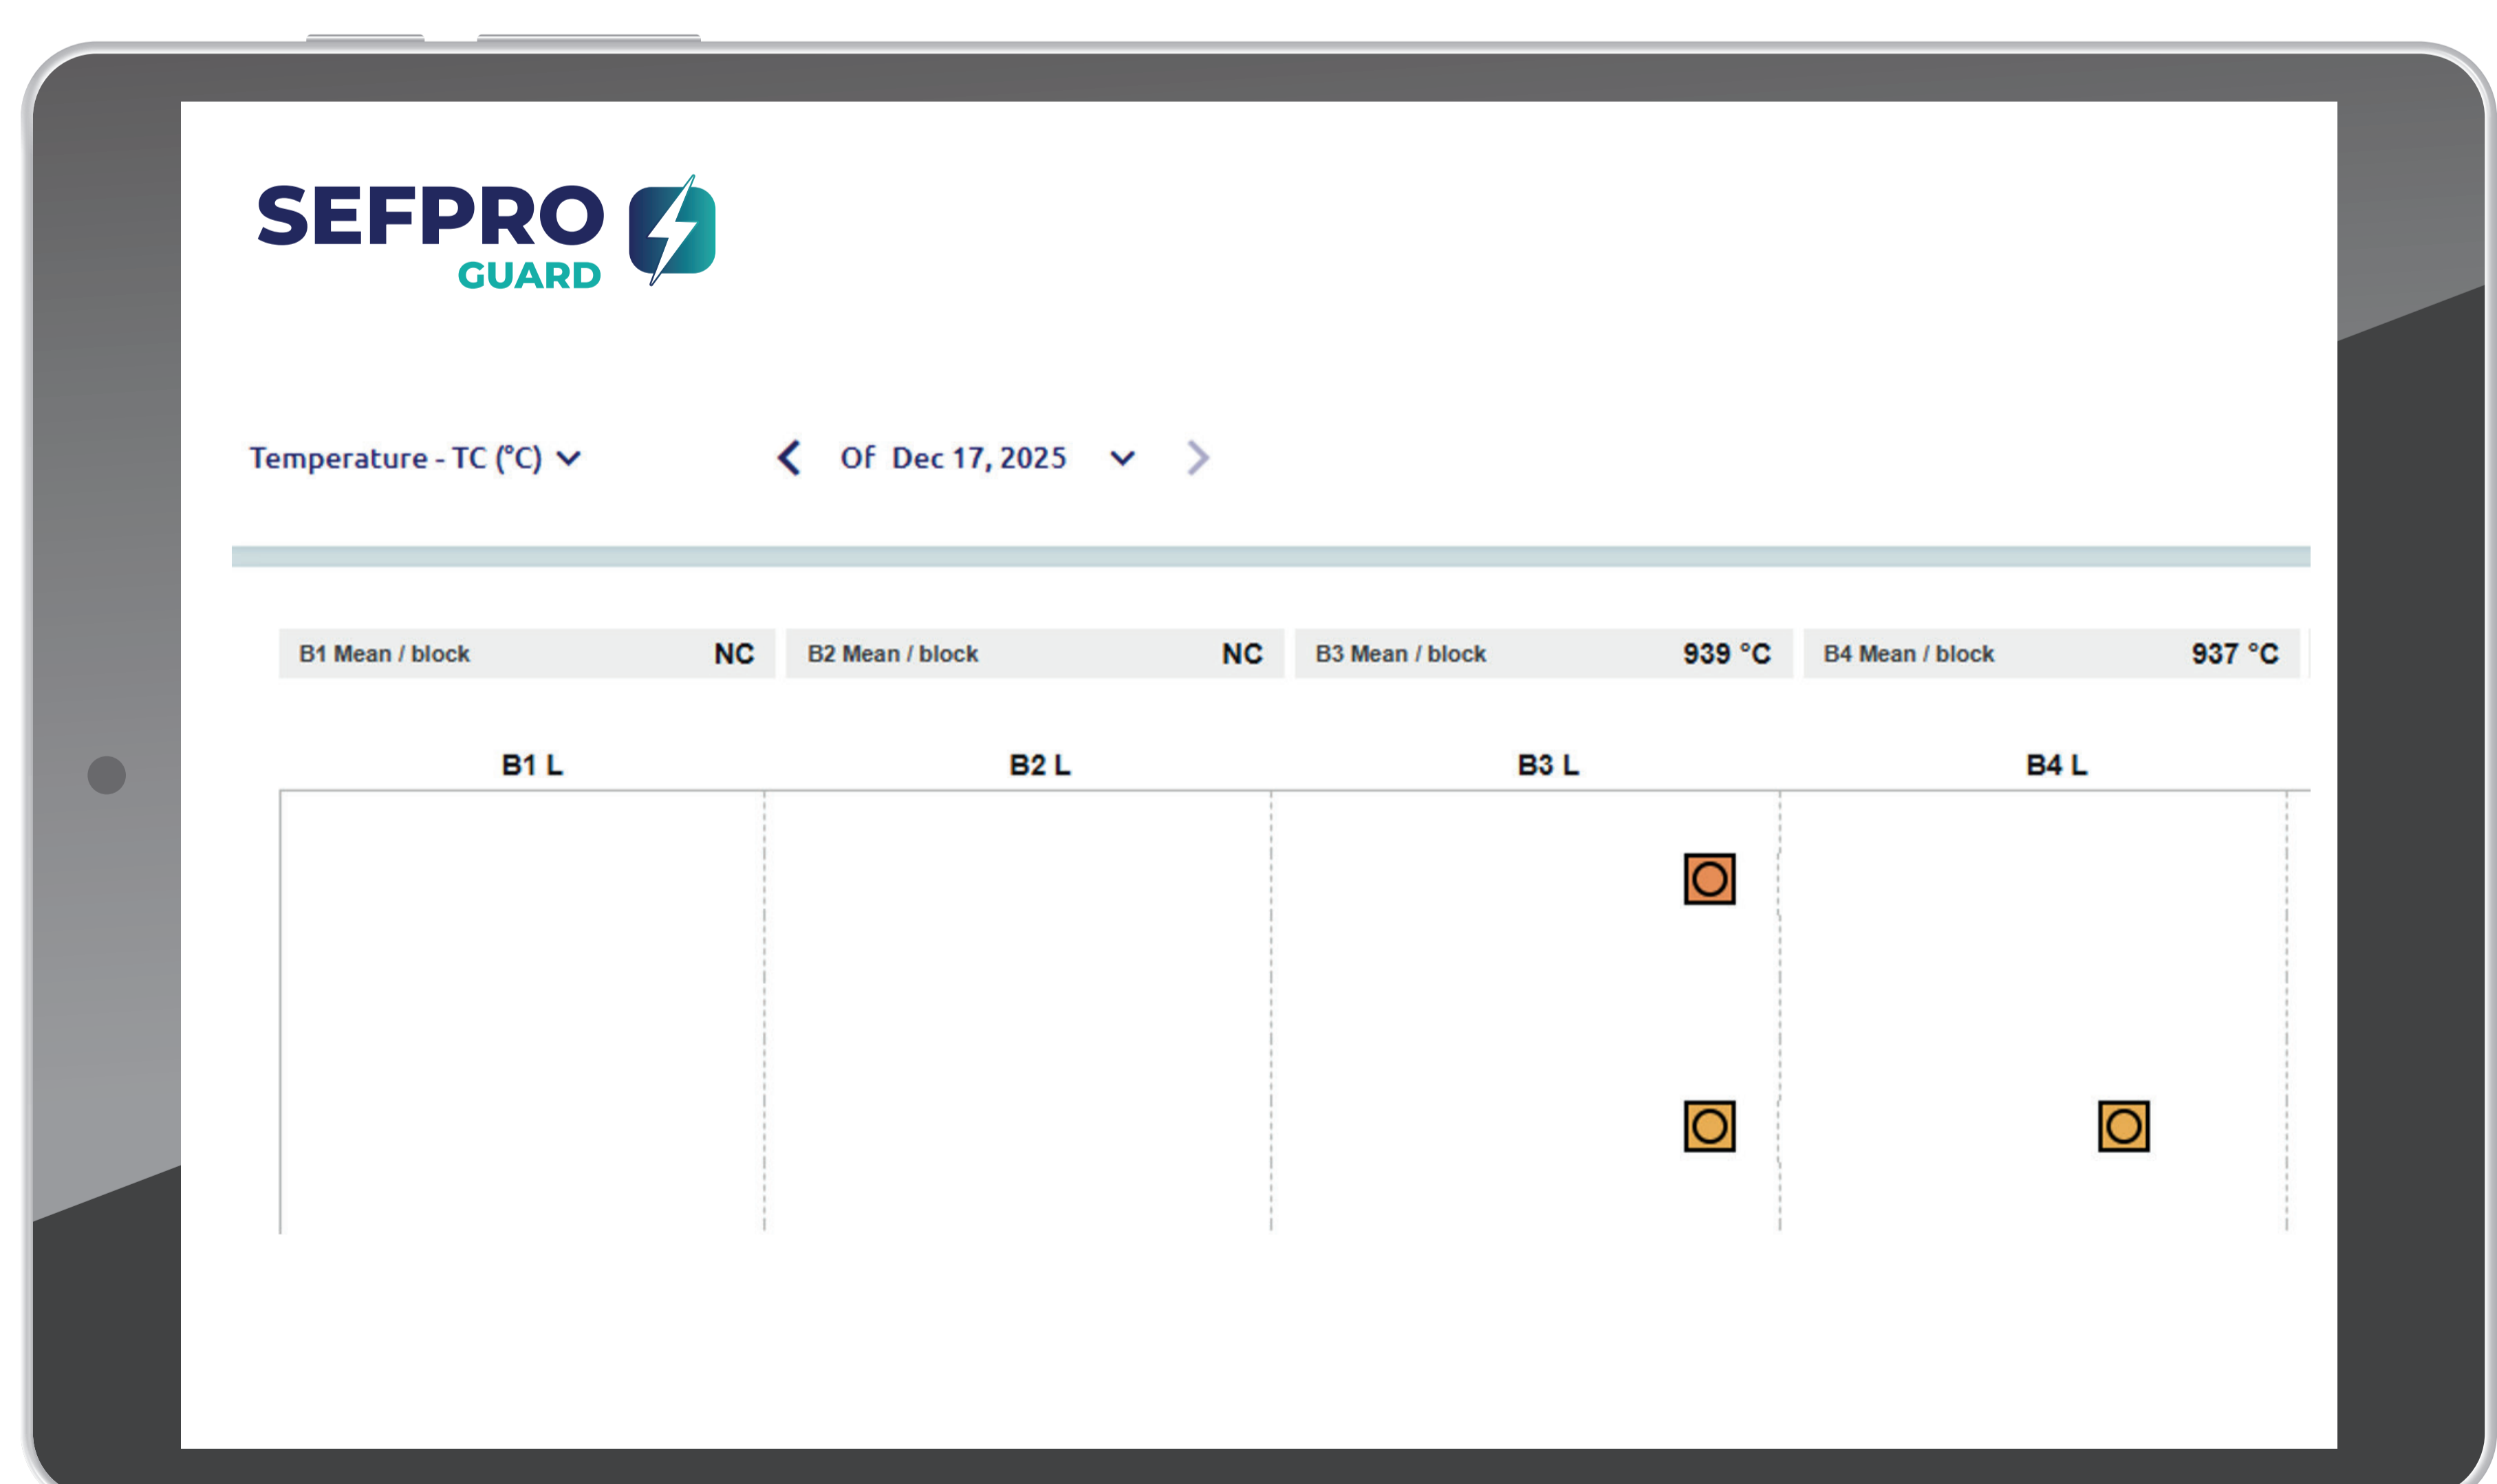 SEFPRO
GUARD
Temperature - TC (°C)
Of Dec 17, 2025
B1 Mean / block NC B2 Mean / block NC B3 Mean / block 939 °C B4 Mean / block 937 °C
B1 L B2 L B3 L B4 L